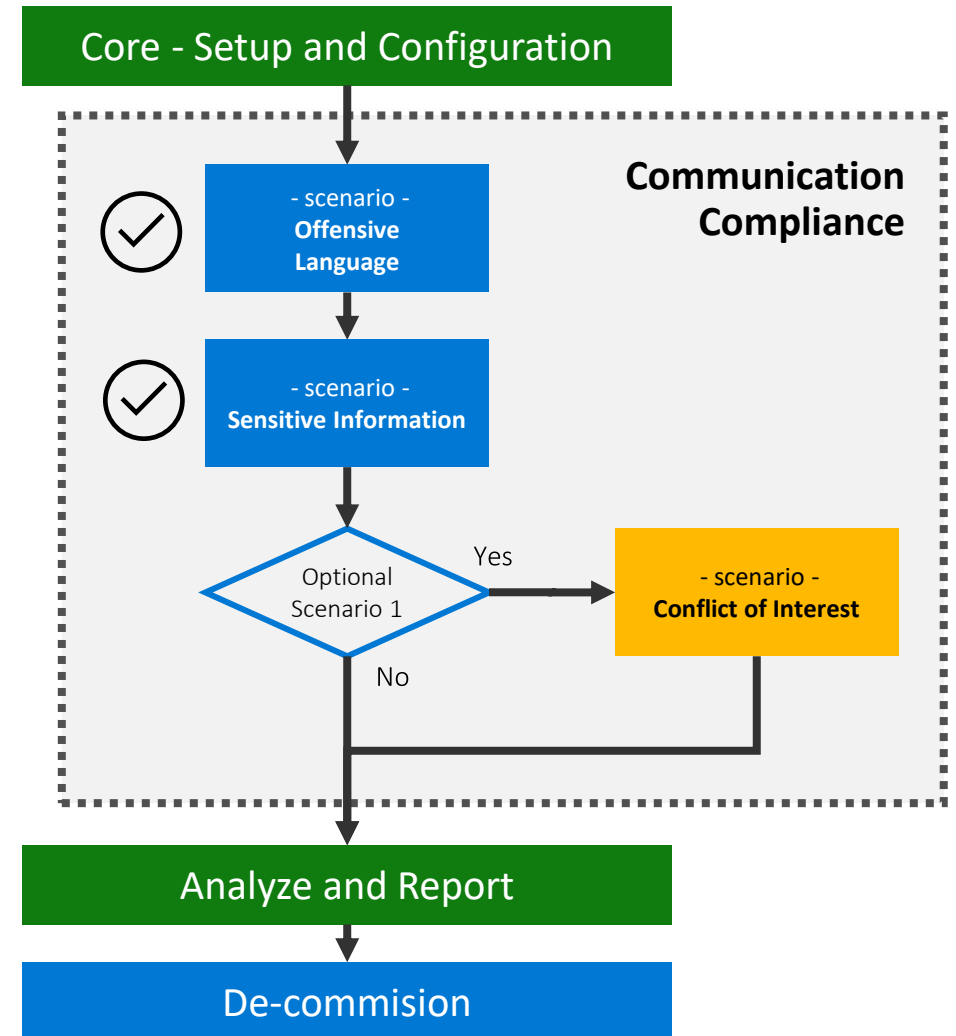 Core - Setup and Configuration
Communication
Compliance
- scenario -
Offensive
Language
- scenario -
Sensitive Information
Optional
Scenario 1
Yes
- scenario -
Conflict of Interest
No
Analyze and Report
De-commision